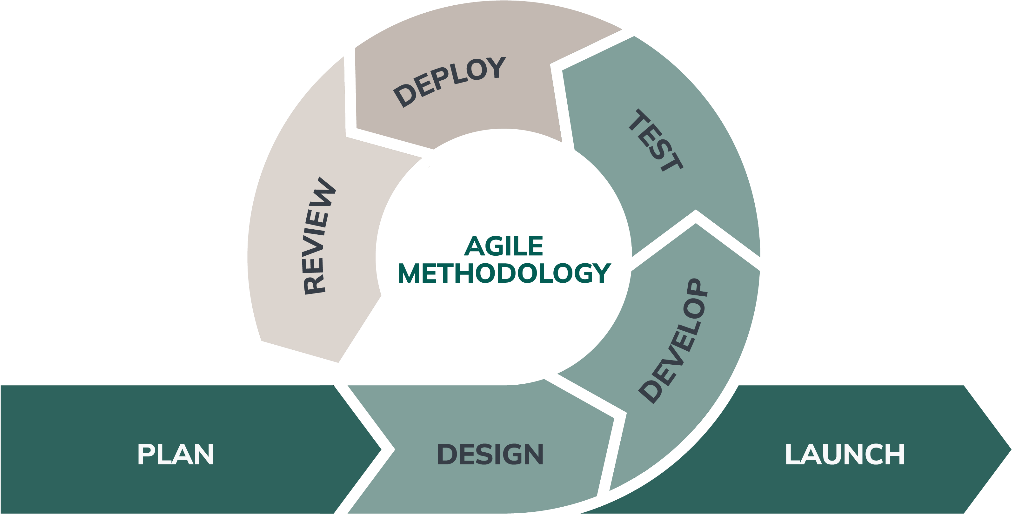 DEPLOY
TEST
REVIEW
AGILE
METHODOLOGY
DEVELOP
PLAN
DESIGN
LAUNCH